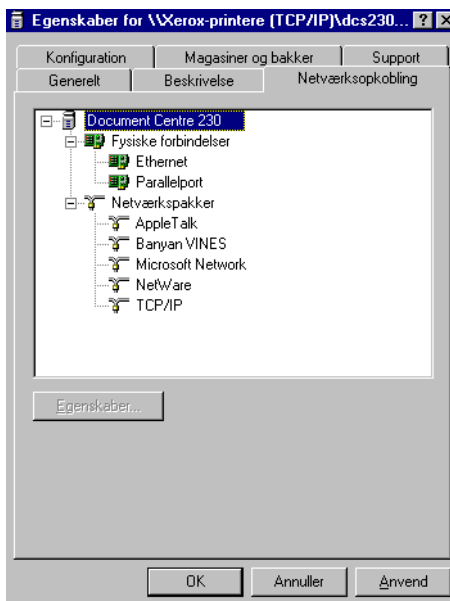 Egenskaber for \\Xerox-printere (TCP/IP)\dcs230...
Konfiguration Magasiner og bakker Support
Generelt Beskrivelse Netværksopkobling
Document Centre 230
Fysiske forbindelser
Ethernet
Parallelport
Netværkspakker
AppleTalk
Banyan VINES
Microsoft Network
NetWare
TCP/IP
Egenskaber...
OK Annuller Anvend